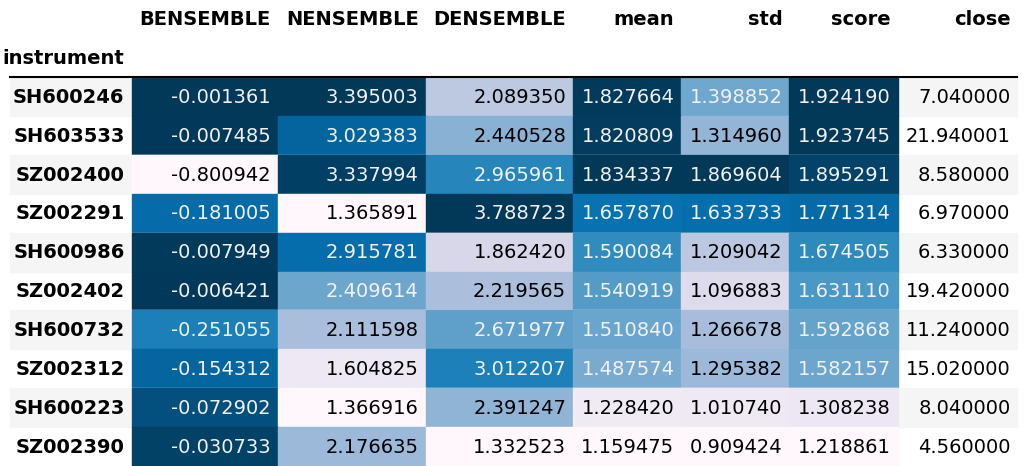 BENSEMBLE NENSEMBLE DENSEMBLE mean std score close
instrument
SH600246 -0.001361 3.395003 2.089350 1.827664 1.398852 1.924190 7.040000
SH603533 -0.007485 3.029383 2.440528 1.820809 1.314960 1.923745 21.940001
SZ002400 -0.800942 3.337994 2.965961 1.834337 1.869604 1.895291 8.580000
SZ002291 -0.181005 1.365891 3.788723 1.657870 1.633733 1.771314 6.970000
SH600986 -0.007949 2.915781 1.862420 1.590084 1.209042 1.674505 6.330000
SZ002402 -0.006421 2.409614 2.219565 1.540919 1.096883 1.631110 19.420000
SH600732 -0.251055 2.111598 2.671977 1.510840 1.266678 1.592868 11.240000
SZ002312 -0.154312 1.604825 3.012207 1.487574 1.295382 1.582157 15.020000
SH600223 -0.072902 1.366916 2.391247 1.228420 1.010740 1.308238 8.040000
SZ002390 -0.030733 2.176635 1.332523 1.159475 0.909424 1.218861 4.560000